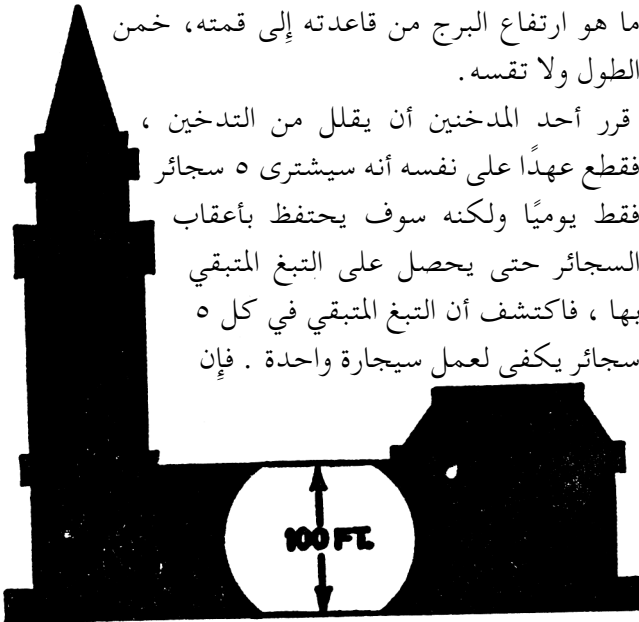 ما هو ارتفاع البرج من قاعدته إِلى قمته، خمن
الطول ولا تقسه .
قرر أحد المدخنين أن يقلل من التدخين ،
فقطع عهدًا على نفسه أنه سيشترى ٥ سجائر
فقط يوميًا ولكنه سوف يحتفظ بأعقاب
السجائر حتى يحصل على التبغ المتبقي
بها ، فاكتشف أن التبغ المتبقي في كل ٥
سجائر يكفى لعمل سيجارة واحدة . فإِن
100 FT.